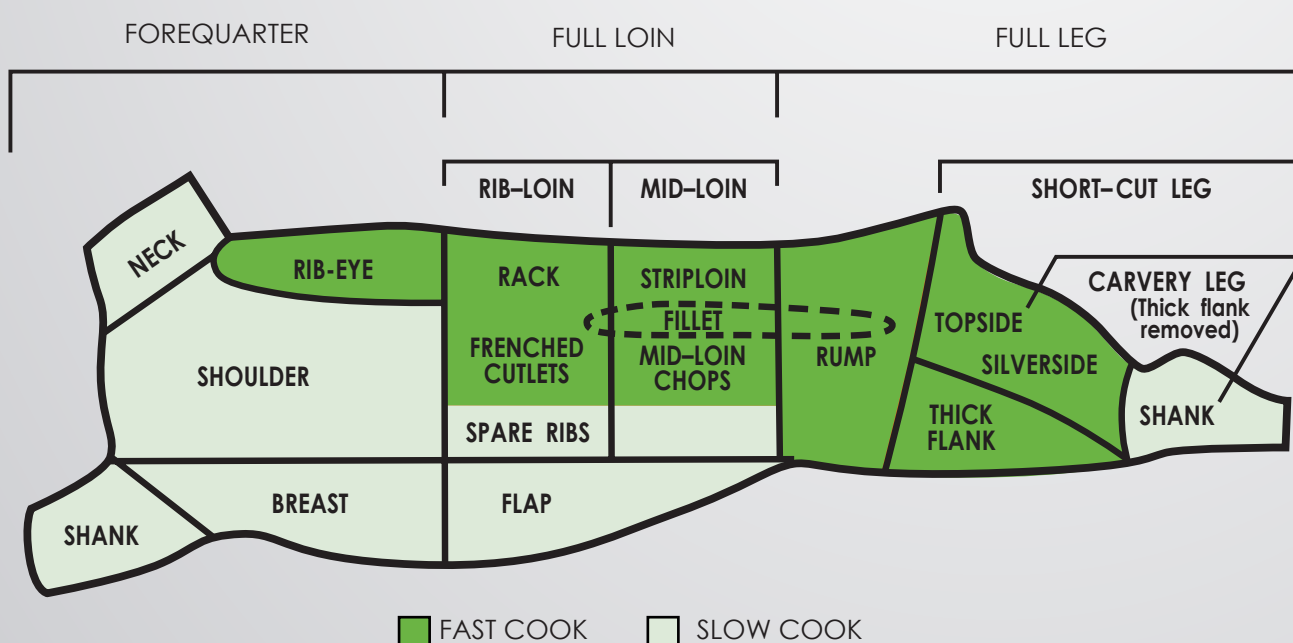 FOREQUARTER
FULL LOIN
FULL LEG
RIB–LOIN
MID–LOIN
SHORT–CUT LEG
NECK
RIB-EYE
RACK
STRIPLOIN
CARVERY LEG
(Thick flank
removed)
FILLET
TOPSIDE
FRENCHED
CUTLETS
MID–LOIN
CHOPS
RUMP
SILVERSIDE
SHOULDER
THICK
FLANK
SHANK
SPARE RIBS
BREAST
FLAP
SHANK
FAST COOK
SLOW COOK